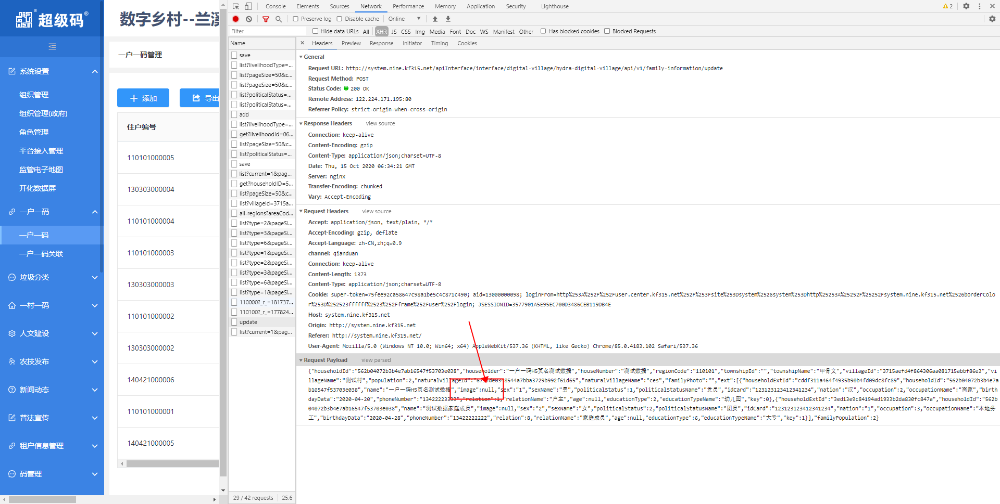 超级码®
数字乡村--兰溪
一户一码管理
系统设置
组织管理
组织管理(政府)
角色管理
平台接入管理
监管电子地图
开化数据屏
一户一码
一户一码
一户一码关联
垃圾分类
一村一码
人文建设
农技发布
新闻动态
普法宣传
租户信息管理
码管理
添加
导出
住户编号
110101000005
130303000004
110101000004
110101000003
130303000003
110101000002
130303000002
140421000006
110101000001
140421000005
Console Elements Sources Network Performance Memory Application Security Lighthouse 2
Preserve log Disable cache Online
Filter Hide data URLs All XHR JS CSS Img Media Font Doc WS Manifest Other Has blocked cookies Blocked Requests
Name
save
list?livelihoodType=...
list?pageSize=50&c...
list?pageSize=50&c...
list?politicalStatus=...
list?politicalStatus=...
add
list?livelihoodType=...
get?livelihoodId=06...
list?pageSize=50&c...
list?politicalStatus=...
save
list?current=1&pag...
get?householdID=5...
list?pageSize=50&c...
list?villageId=3715a...
all-regions?areaCod...
list?type=2&pageSi...
list?type=3&pageSi...
list?type=6&pageSi...
list?type=1&pageSi...
list?type=2&pageSi...
list?type=3&pageSi...
list?type=6&pageSi...
list?type=1&pageSi...
110000?_r_=181737...
110100?_r_=177824...
update
list?current=1&pag...
29 / 42 requests 25.6
Headers Preview Response Initiator Timing Cookies
General
Request URL: http://system.nine.kf315.net/apiInterface/interface/digital-village/hydra-digital-village/api/v1/family-information/update
Request Method: POST
Status Code: 200 OK
Remote Address: 122.224.171.195:80
Referrer Policy: strict-origin-when-cross-origin
Response Headers view source
Connection: keep-alive
Content-Encoding: gzip
Content-Type: application/json;charset=UTF-8
Date: Thu, 15 Oct 2020 06:34:21 GMT
Server: nginx
Transfer-Encoding: chunked
Vary: Accept-Encoding
Request Headers view source
Accept: application/json, text/plain, */*
Accept-Encoding: gzip, deflate
Accept-Language: zh-CN,zh;q=0.9
channel: qianduan
Connection: keep-alive
Content-Length: 1373
Content-Type: application/json;charset=UTF-8
Cookie: super-token=75fee92ca58647c98a1be5c4c871c490; aid=13000000098; loginFrom=http%253A%252F%252Fuser.center.kf315.net%252F%253Fsite%253Dsystem%2526system%253Dhttp%25253A%25252F%25252Fsystem.nine.kf315.net%2526borderColo
r%253D%252523ffffff%2523%252Fframe%252Fuser%252Flogin; JSESSIONID=3577901A5E95EC700D3486CEB119DB4E
Host: system.nine.kf315.net
Origin: http://system.nine.kf315.net
Referer: http://system.nine.kf315.net/
User-Agent: Mozilla/5.0 (Windows NT 10.0; Win64; x64) AppleWebKit/537.36 (KHTML, like Gecko) Chrome/85.0.4183.102 Safari/537.36
Request Payload view parsed
{"householdId":"562b04072b3b4e7ab16547f53703e038","householder":"一户一码H5页名测试数据","houseNumber":"测试数据","regionCode":"110101","townshipId":"","townshipName":"甲骨文","villageId":"3715aefd4f864306aa081715abbf86e3","v
illageName":"测试村","population":2,"naturalVillageId":"6754de0348544a7bba3729b992f61d65","naturalVillageName":"ces","familyPhoto":"","ext":[{"householdExtId":"cddf311a464f4935b90b4fd09dc8fc89","householdId":"562b04072b3b4e7a
b16547f53703e038","name":"一户一码H5页名测试数据","image":null,"sex":"1","sexName":"男","politicalStatus":1,"politicalStatusName":"党员","idCard":"123123123412341234","nation":"汉","occupation":2,"occupationName":"商家","birth
dayData":"2020-04-20","phoneNumber":"13422223333","relation":1,"relationName":"户主","age":null,"educationType":2,"educationTypeName":"幼儿园","key":0},{"householdExtId":"3ed13e9c84194ad1933b2da830fc847a","householdId":"562b
04072b3b4e7ab16547f53703e038","name":"测试数据家庭成员","image":null,"sex":"2","sexName":"女","politicalStatus":2,"politicalStatusName":"团员","idCard":"123123123412341234","nation":"1","occupation":3,"occupationName":"本地务
工","birthdayData":"2020-04-28","phoneNumber":"13422222222","relation":8,"relationName":"家庭成员","age":null,"educationType":6,"educationTypeName":"大专","key":1}],"familyPopulation":2}